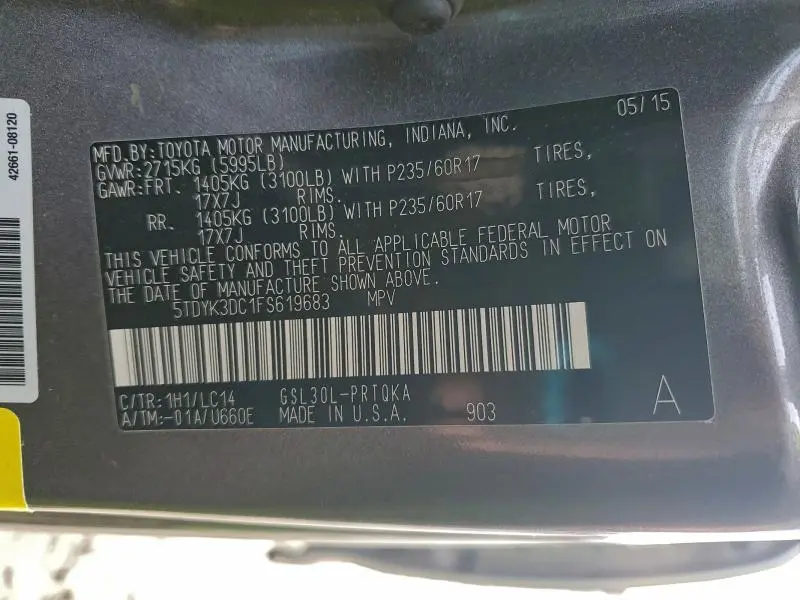 42661-08120
05/15
MFD.BY:TOYOTA MOTOR MANUFACTURING, INDIANA, INC.
GVWR:2715KG (5995LB)
GAWR:FRT. 1405KG (3100LB) WITH P235/60R17 TIRES,
17X7J RIMS.
RR. 1405KG (3100LB) WITH P235/60R17 TIRES,
17X7J RIMS.
THIS VEHICLE CONFORMS TO ALL APPLICABLE FEDERAL MOTOR
VEHICLE SAFETY AND THEFT PREVENTION STANDARDS IN EFFECT ON
THE DATE OF MANUFACTURE SHOWN ABOVE.
5TDYK3DC1FS619683 MPV
C/TR:1H1/LC14 GSL30L-PRTQKA
A/TM:-01A/U660E MADE IN U.S.A. 903 A